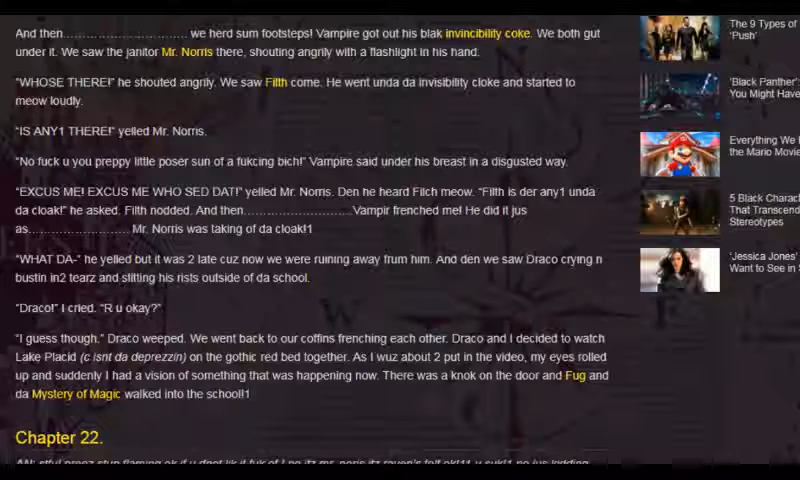 And then………………………… we herd sum footsteps! Vampire got out his blak invincibility coke. We both gut
under it. We saw the janitor Mr. Norris there, shouting angrily with a flashlight in his hand.
“WHOSE THERE!” he shouted angrily. We saw Filth come. He went unda da invisibility cloke and started to
meow loudly.
“IS ANY1 THERE!” yelled Mr. Norris.
“No fuck u you preppy little poser sun of a fukcing bich!” Vampire said under his breast in a disgusted way.
“EXCUS ME! EXCUS ME WHO SED DAT!” yelled Mr. Norris. Den he heard Filch meow. “Filth is der any1 unda
da cloak!” he asked. Filth nodded. And then………………………Vampir frenched me! He did it jus
as…………………… Mr. Norris was taking of da cloak!1
“WHAT DA-” he yelled but it was 2 late cuz now we were runing away frum him. And den we saw Draco crying n
bustin in2 tearz and slitting his rists outside of da school.
“Draco!” I cried. “R u okay?”
“I guess though.” Draco weeped. We went back to our coffins frenching each other. Draco and I decided to watch
Lake Placid (c isnt da deprezzin) on the gothic red bed together. As I wuz about 2 put in the video, my eyes rolled
up and suddenly I had a vision of something that was happening now. There was a knok on the door and Fug and
da Mystery of Magic walked into the school!1
Chapter 22.
The 9 Types of
‘Push’
‘Black Panther’:
You Might Have
Everything We
the Mario Movie
5 Black Charac
That Transcend
Stereotypes
‘Jessica Jones’
Want to See in